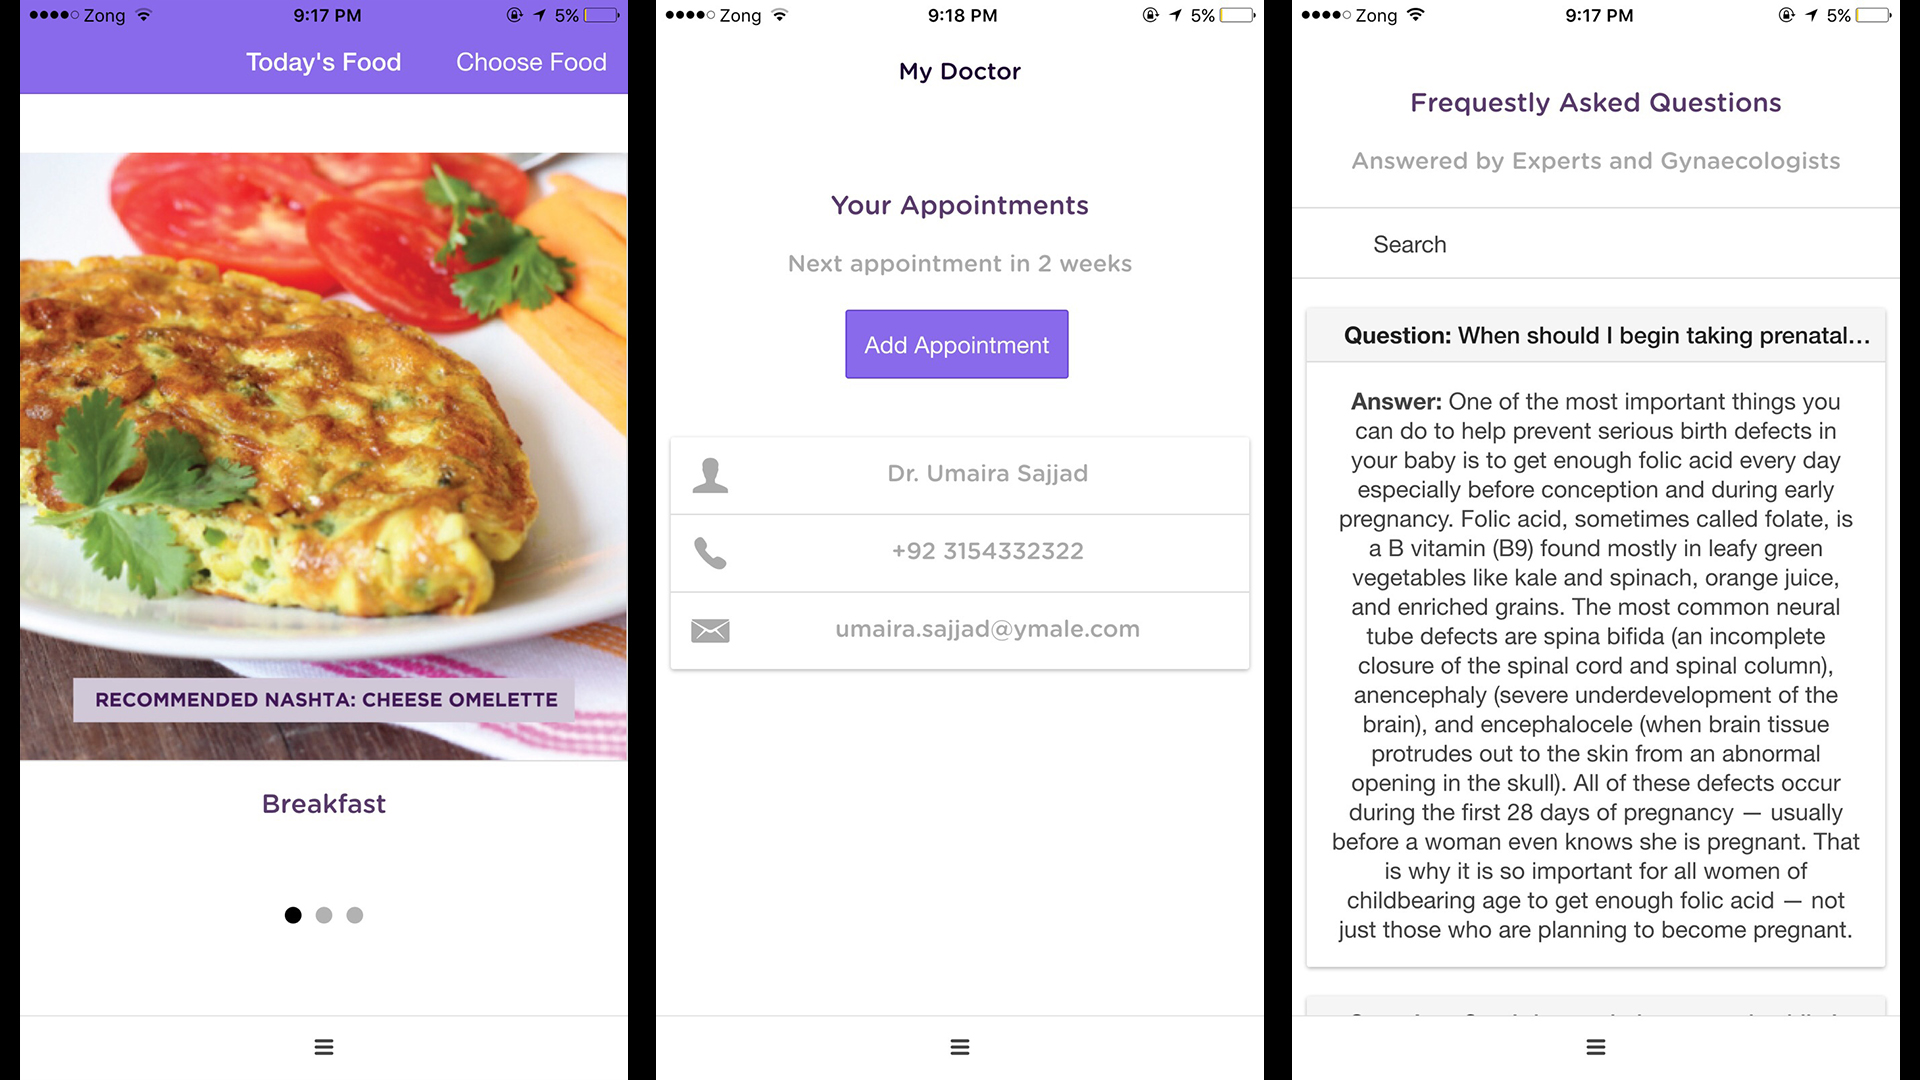 Zong 9:17 PM 5%
Today's Food Choose Food
RECOMMENDED NASHTA: CHEESE OMELETTE
Breakfast
Zong 9:18 PM 5%
My Doctor
Your Appointments
Next appointment in 2 weeks
Add Appointment
Dr. Umaira Sajjad
+92 3154332322
umaira.sajjad@ymale.com
Zong 9:17 PM 5%
Frequestly Asked Questions
Answered by Experts and Gynaecologists
Search
Question: When should I begin taking prenatal...
Answer: One of the most important things you
can do to help prevent serious birth defects in
your baby is to get enough folic acid every day
especially before conception and during early
pregnancy. Folic acid, sometimes called folate, is
a B vitamin (B9) found mostly in leafy green
vegetables like kale and spinach, orange juice,
and enriched grains. The most common neural
tube defects are spina bifida (an incomplete
closure of the spinal cord and spinal column),
anencephaly (severe underdevelopment of the
brain), and encephalocele (when brain tissue
protrudes out to the skin from an abnormal
opening in the skull). All of these defects occur
during the first 28 days of pregnancy — usually
before a woman even knows she is pregnant. That
is why it is so important for all women of
childbearing age to get enough folic acid — not
just those who are planning to become pregnant.